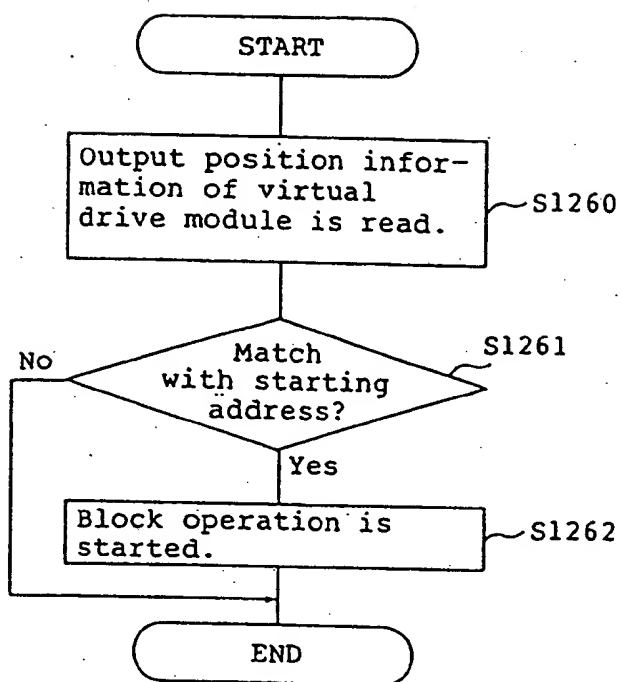 START
Output position infor-
mation of virtual
drive module is read.
S1260
Match
with starting
address?
S1261
No
Yes
Block operation is
started.
S1262
END